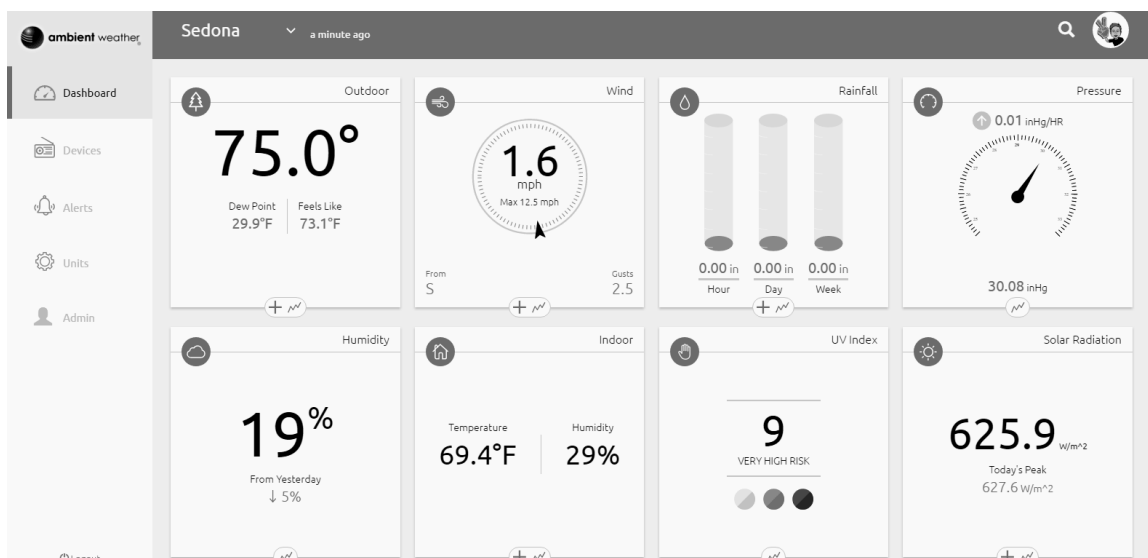 ambient weather
Sedona
a minute ago
Dashboard
Devices
Alerts
Units
Admin
Outdoor
75.0°
Dew Point
29.9°F
Feels Like
73.1°F
Wind
1.6
mph
Max 12.5 mph
From
S
Gusts
2.5
Rainfall
0.00 in
Hour
0.00 in
Day
0.00 in
Week
Pressure
0.01 inHg/HR
30.08 inHg
Humidity
19%
From Yesterday
↓ 5%
Indoor
Temperature
69.4°F
Humidity
29%
UV Index
9
VERY HIGH RISK
Solar Radiation
625.9 W/m^2
Today's Peak
627.6 W/m^2